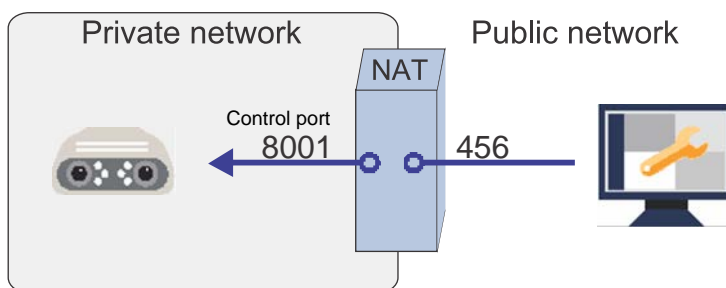 Private network
Public network
NAT
Control port
8001
456